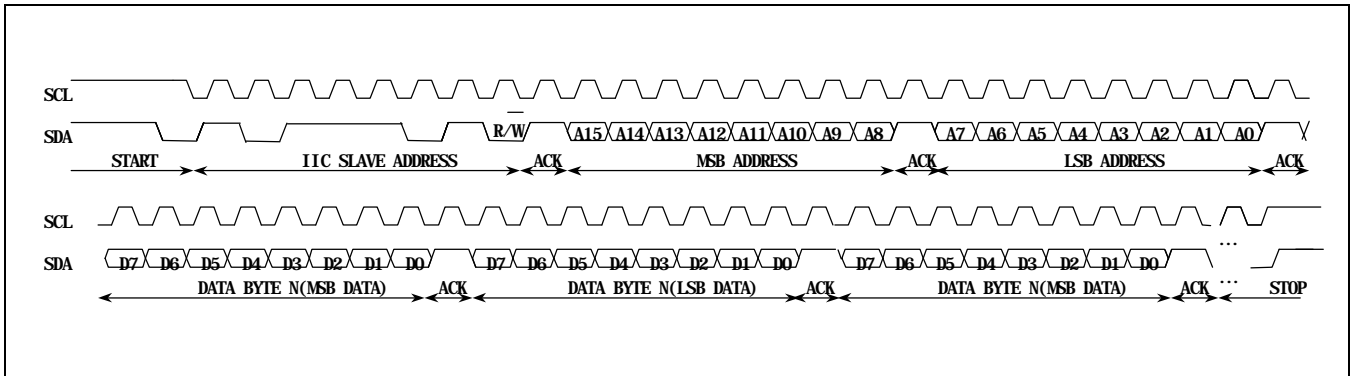 SCL
SDA R/W̅ A15 A14 A13 A12 A11 A10 A9 A8 A7 A6 A5 A4 A3 A2 A1 A0
START IIC SLAVE ADDRESS ACK MSB ADDRESS ACK LSB ADDRESS ACK
SCL
...
SDA D7 D6 D5 D4 D3 D2 D1 D0 D7 D6 D5 D4 D3 D2 D1 D0 D7 D6 D5 D4 D3 D2 D1 D0
DATA BYTE N(MSB DATA) ACK DATA BYTE N(LSB DATA) ACK DATA BYTE N(MSB DATA) ACK ... STOP